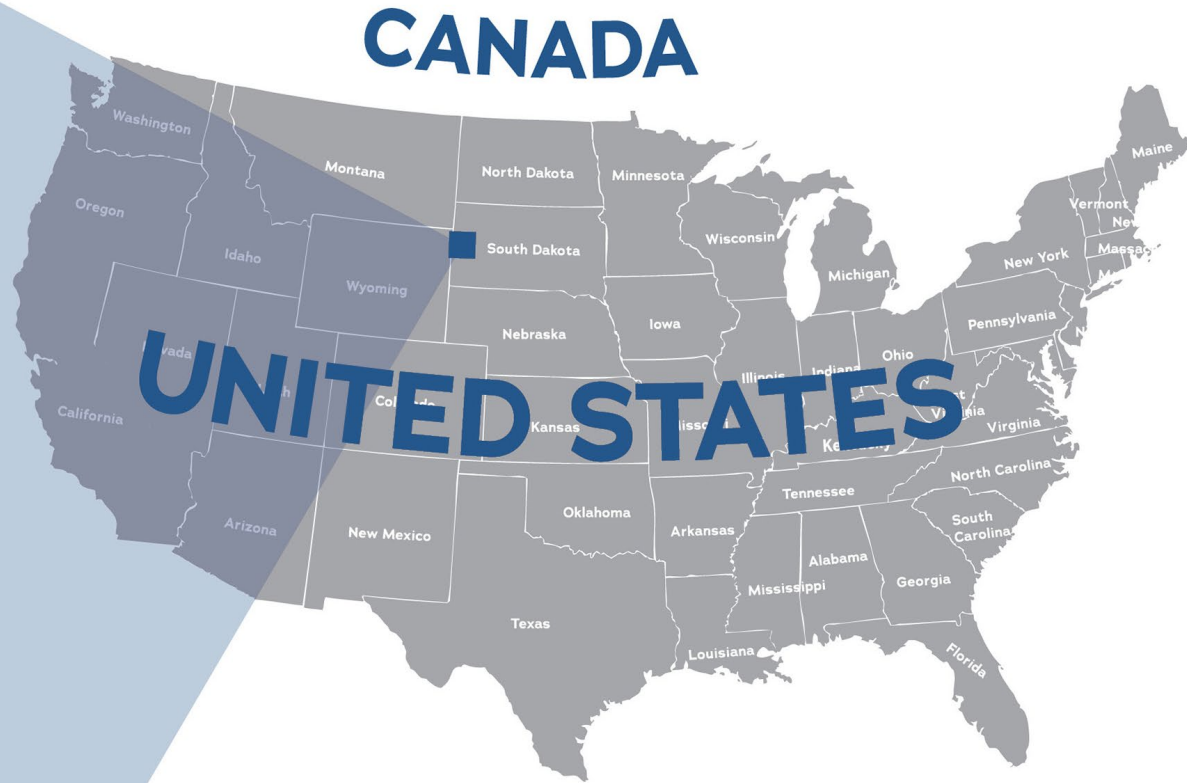 CANADA
Washington
Montana
North Dakota
Minnesota
Maine
Oregon
Idaho
Wyoming
South Dakota
Wisconsin
Michigan
New York
Vermont
Nebraska
Iowa
Pennsylvania
Ohio
UNITED STATES
California
Kansas
Virginia
Tennessee
North Carolina
South
Carolina
Arizona
New Mexico
Oklahoma
Arkansas
Mississippi
Alabama
Georgia
Texas
Louisiana
Florida